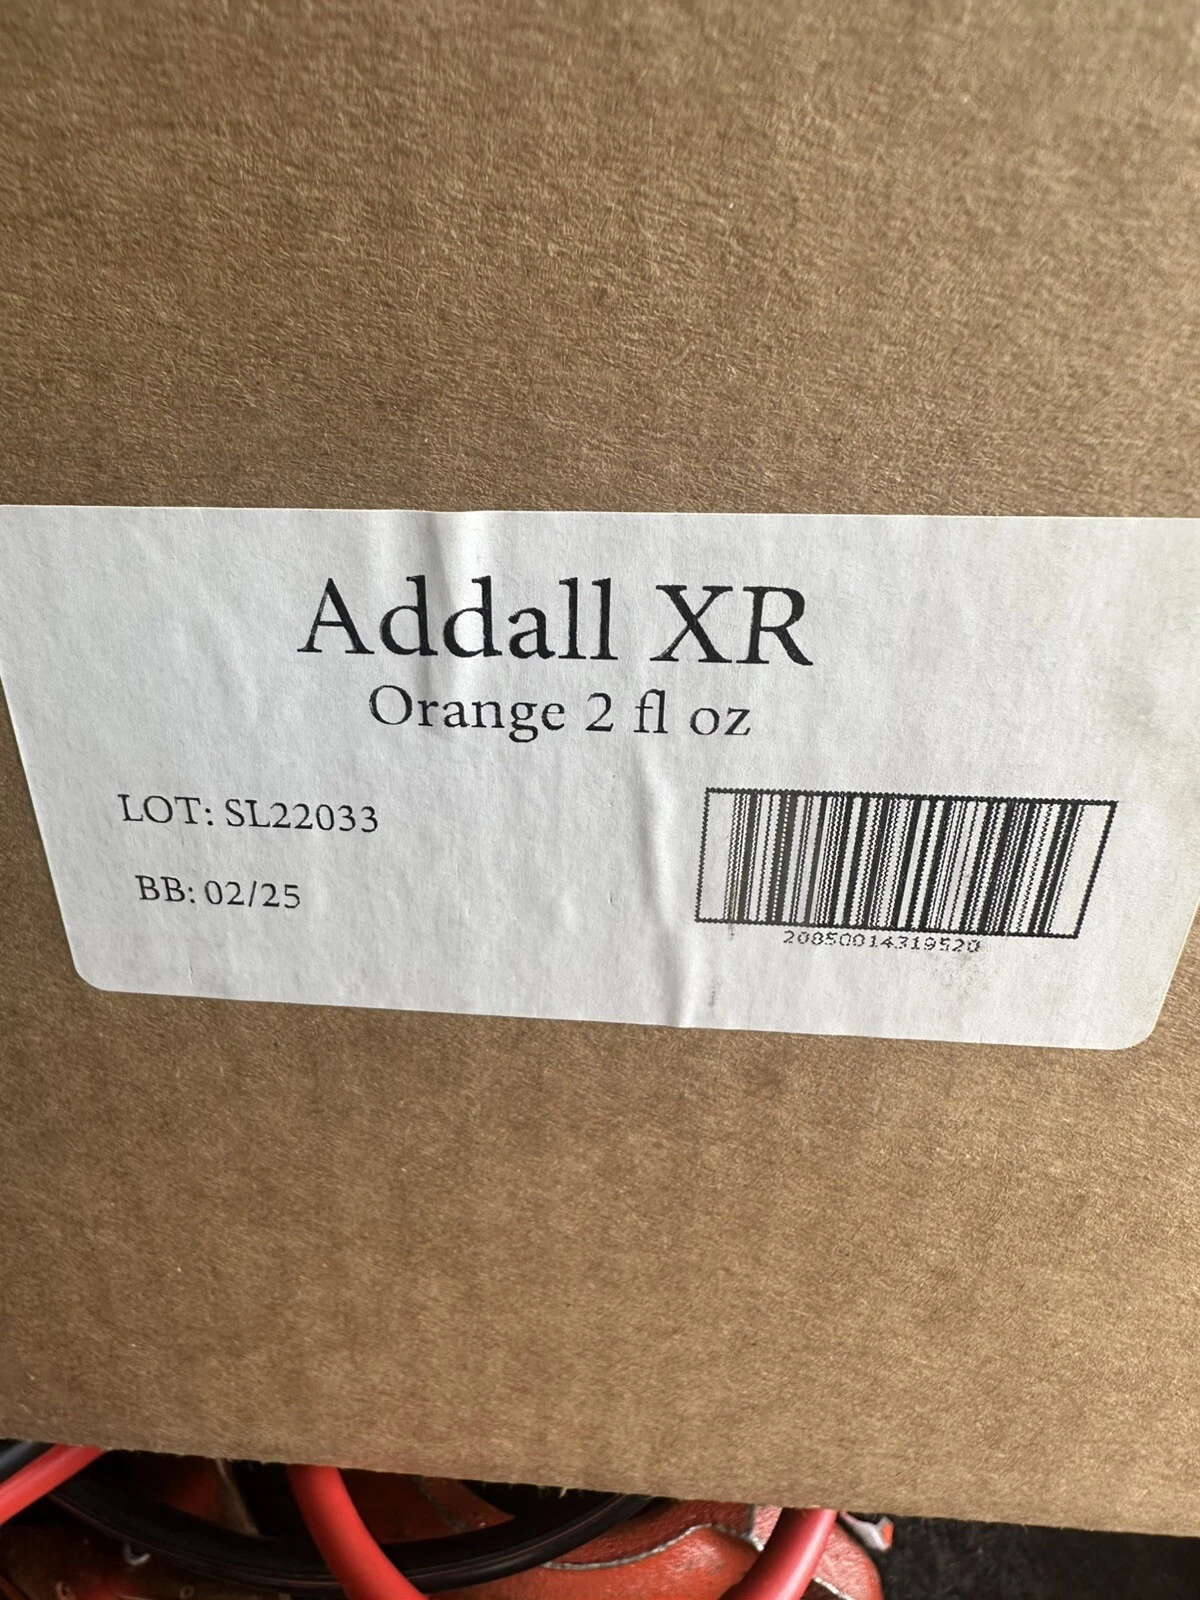 Addall XR
Orange 2 fl oz
LOT: SL22033
BB: 02/25
20850014319520